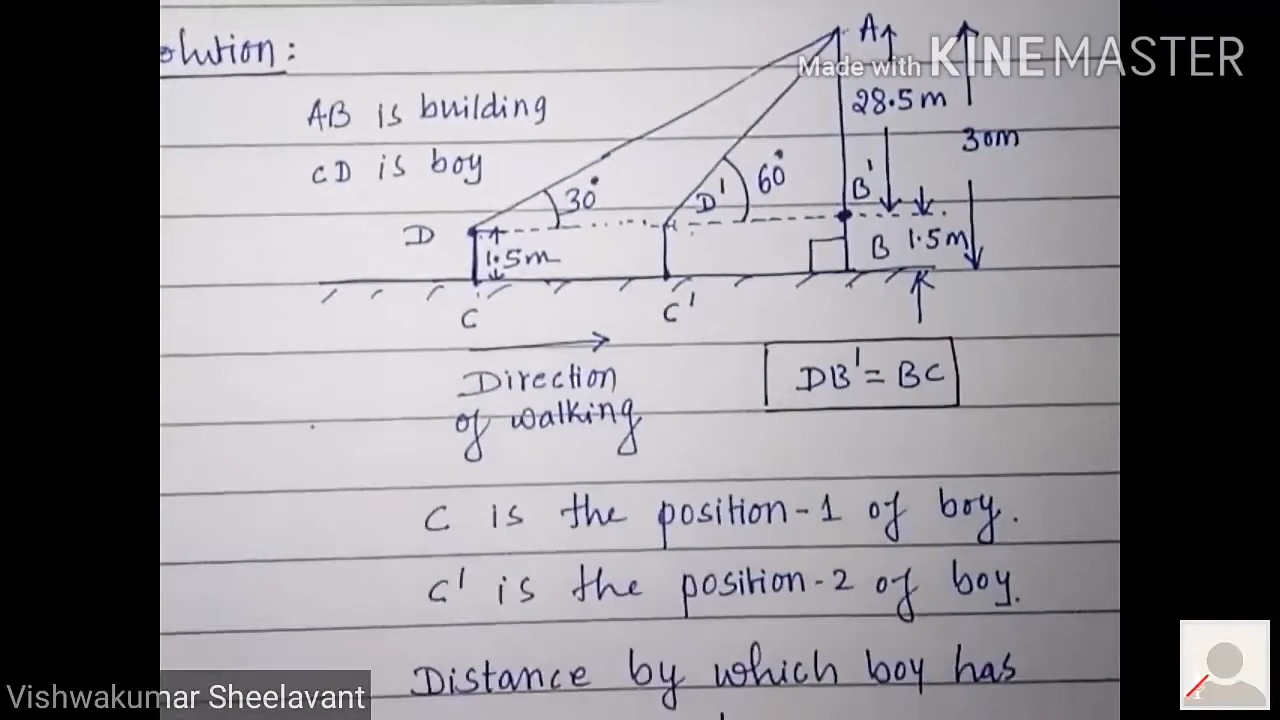 olution:
A
Made with KINEMASTER
AB is building
28.5m
30m
CD is boy
30°
D'
60°
B'
D
1.5m
B
1.5m
C
C'
Direction
of walking
DB' = BC
C is the position-1 of boy.
C' is the position-2 of boy.
Distance by which boy has
Vishwakumar Sheelavant